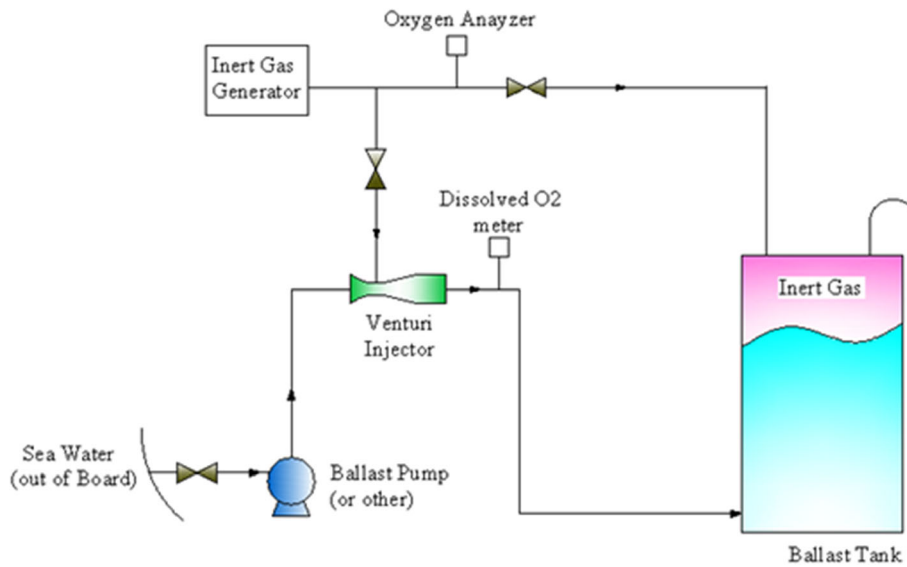 Oxygen Anayzer
Inert Gas
Generator
Dissolved O2
meter
Inert Gas
Venturi
Injector
Sea Water
(out of Board)
Ballast Pump
(or other)
Ballast Tank